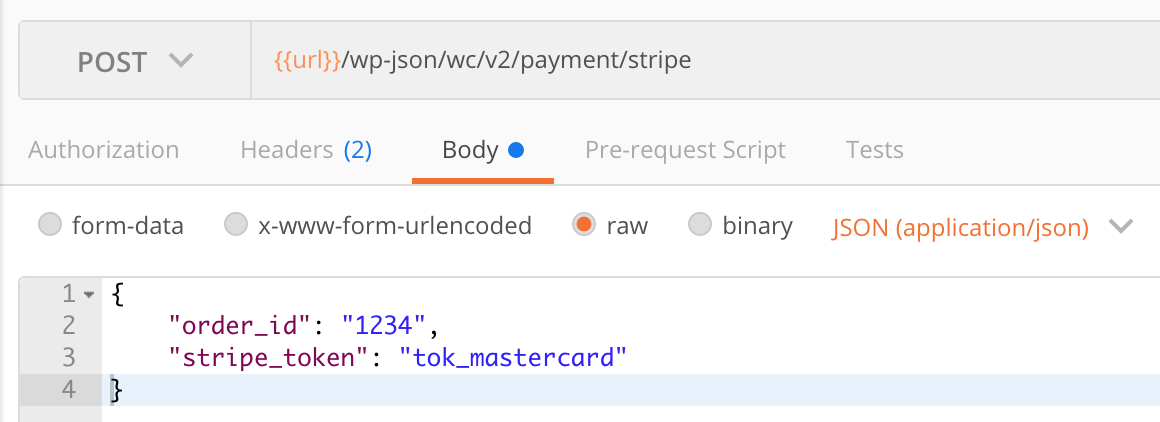 POST {{url}}/wp-json/wc/v2/payment/stripe
Authorization Headers (2) Body Pre-request Script Tests
form-data x-www-form-urlencoded raw binary JSON (application/json)
1 {
2 "order_id": "1234",
3 "stripe_token": "tok_mastercard"
4 }